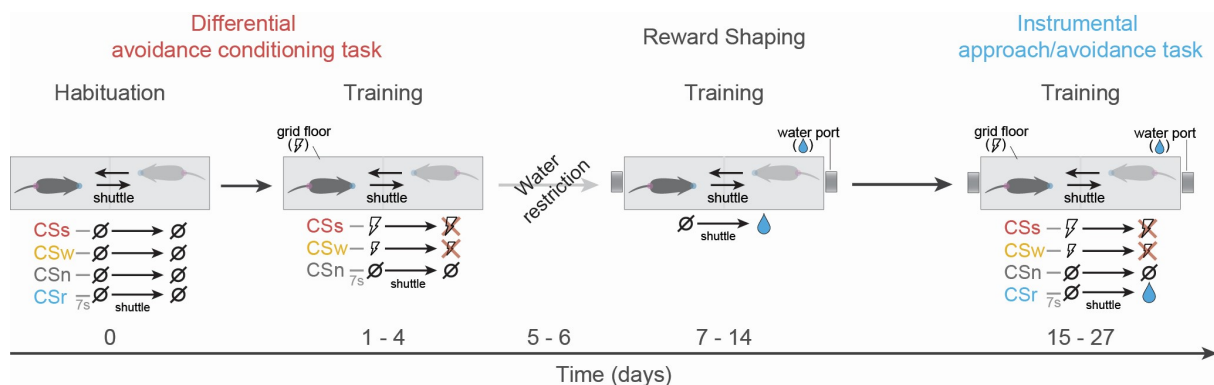 Differential
avoidance conditioning task
Reward Shaping
Instrumental
approach/avoidance task
Habituation
Training
Training
Training
grid floor
( )
water port
( )
grid floor
( )
water port
( )
shuttle
shuttle
Water
restriction
shuttle
shuttle
CSs
CSw
CSn
CSr 7s shuttle
CSs
CSw
CSn 7s shuttle
shuttle
CSs
CSw
CSn
CSr 7s shuttle
0
1 - 4
5 - 6
7 - 14
15 - 27
Time (days)